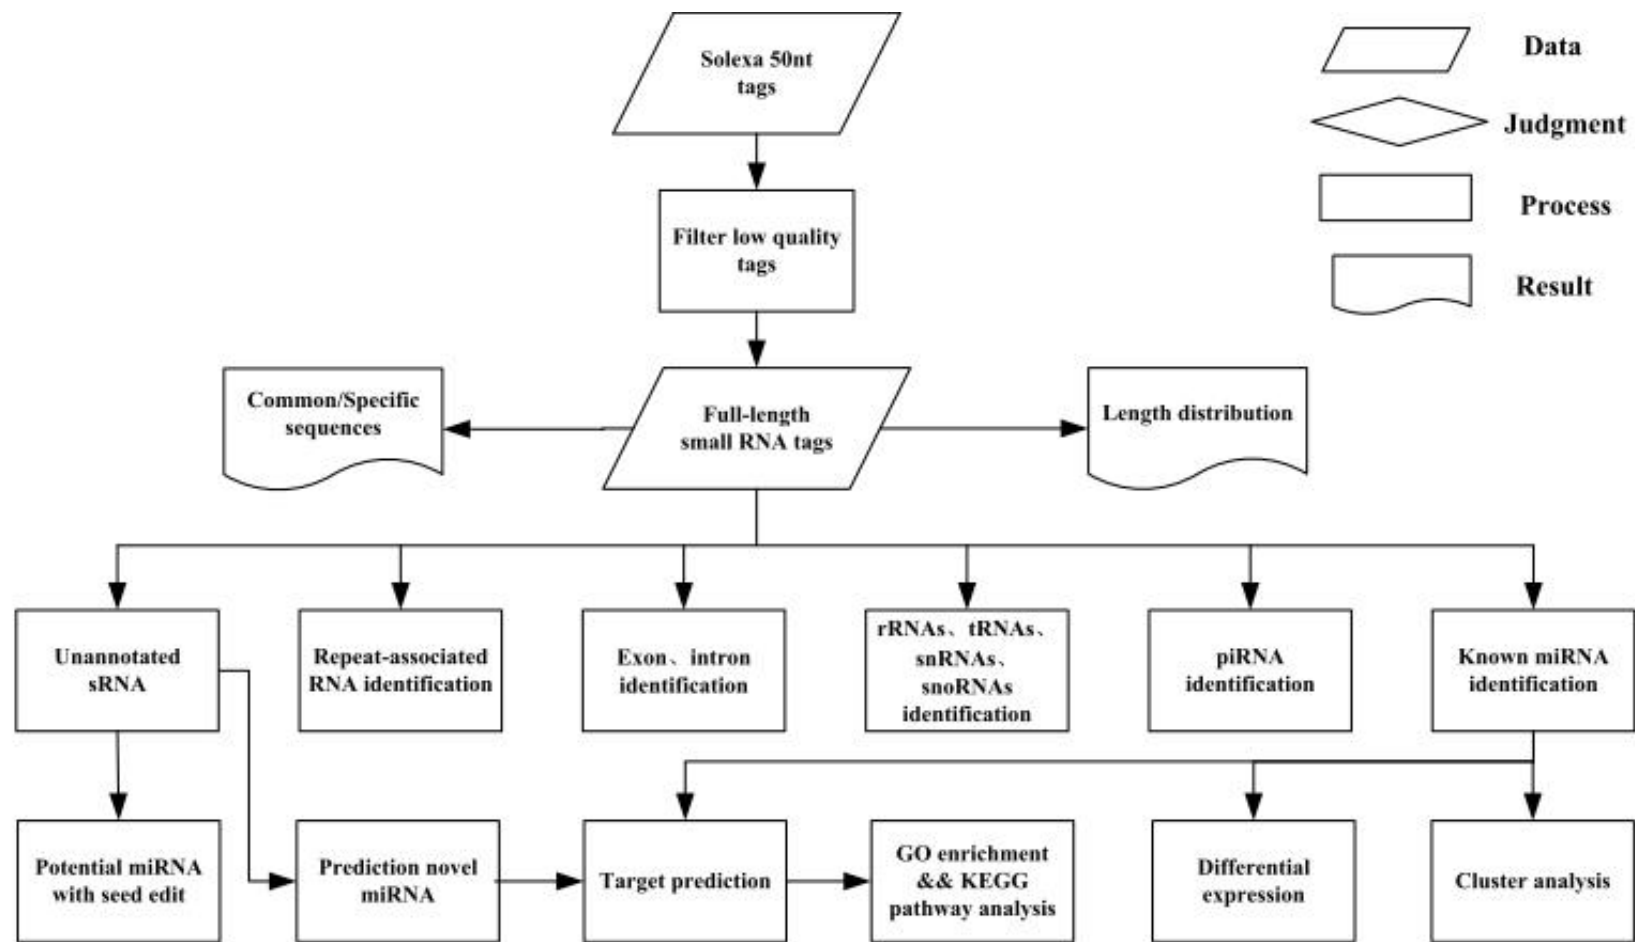 Solexa 50nt
tags
Data
Judgment
Process
Result
Filter low quality
tags
Common/Specific
sequences
Full-length
small RNA tags
Length distribution
Unannotated
sRNA
Repeat-associated
RNA identification
Exon、intron
identification
rRNAs、tRNAs、
snRNAs、
snoRNAs
identification
piRNA
identification
Known miRNA
identification
Potential miRNA
with seed edit
Prediction novel
miRNA
Target prediction
GO enrichment
&& KEGG
pathway analysis
Differential
expression
Cluster analysis